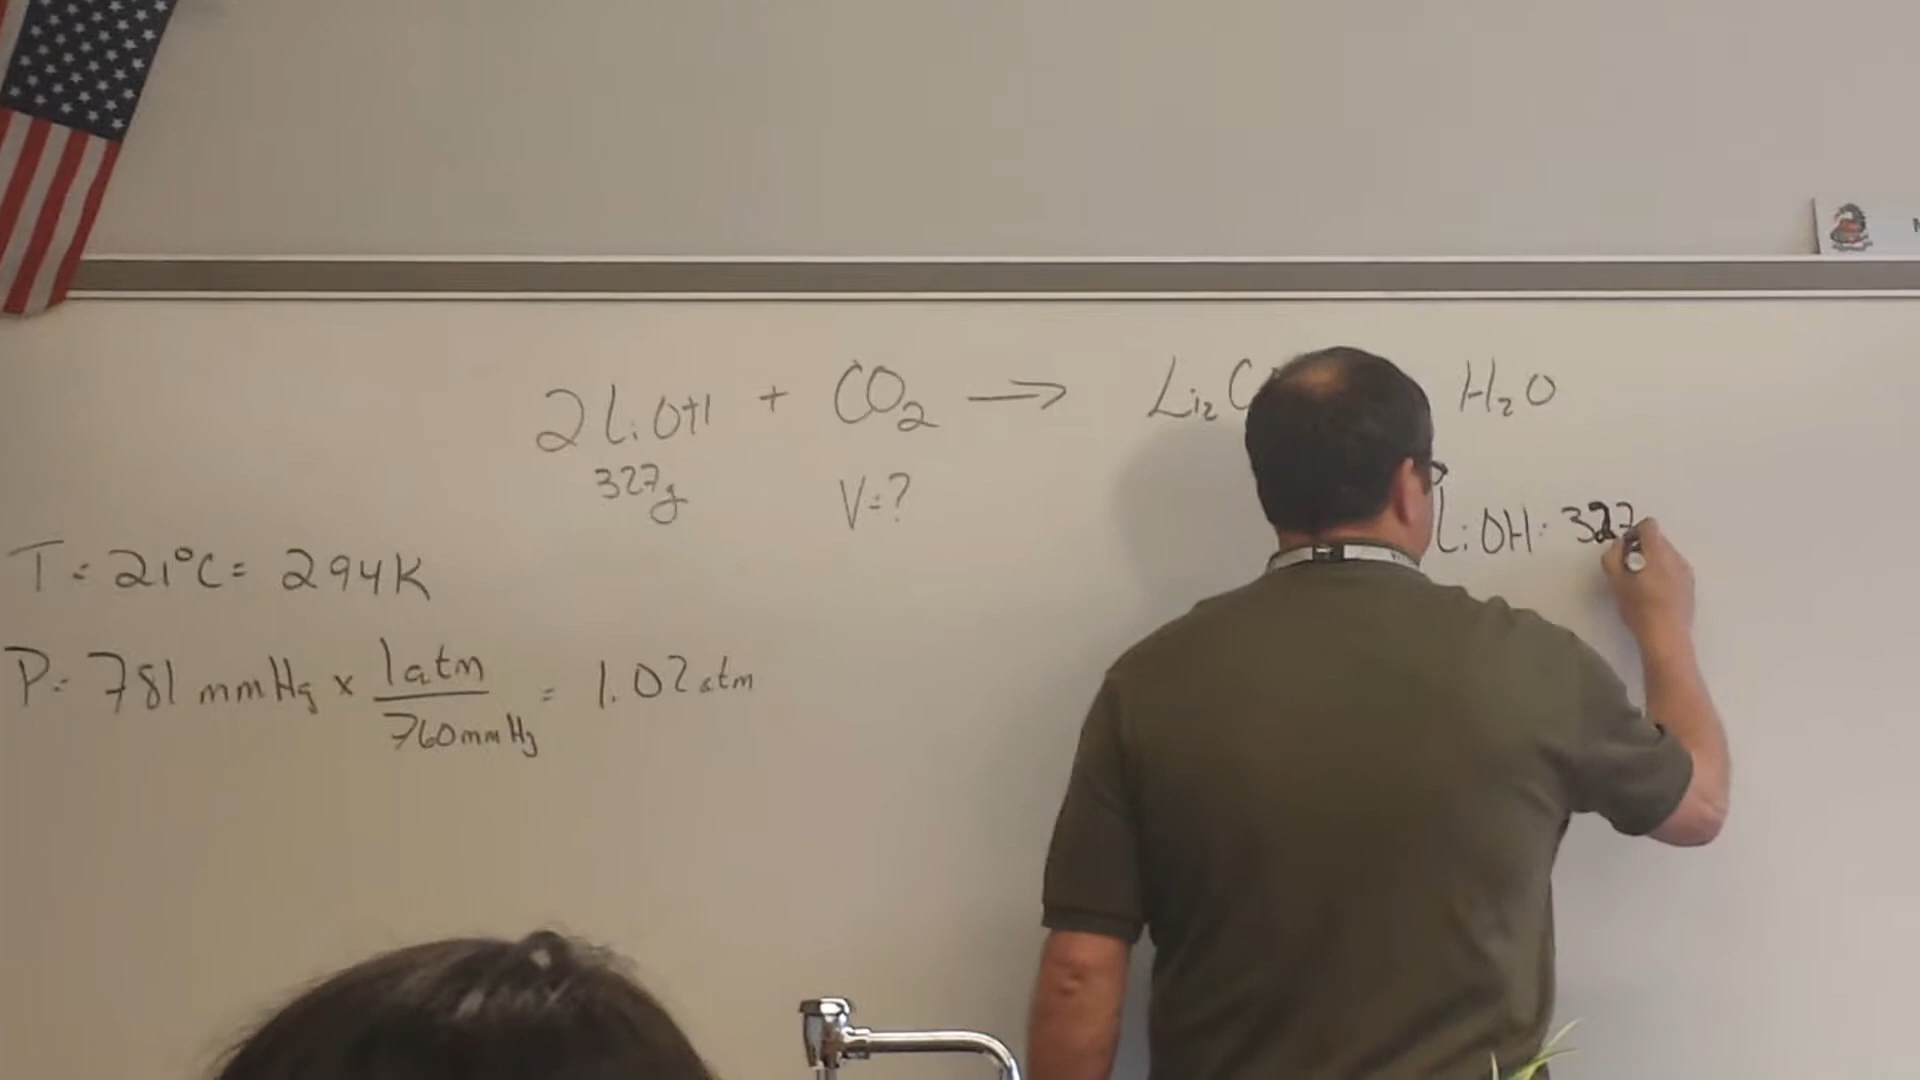 2LiOH + CO2 → Li2C H2O
327g V=?
LiOH: 327
T= 21°C= 294K
P= 781 mmHg x 1atm/760mmHg = 1.02atm